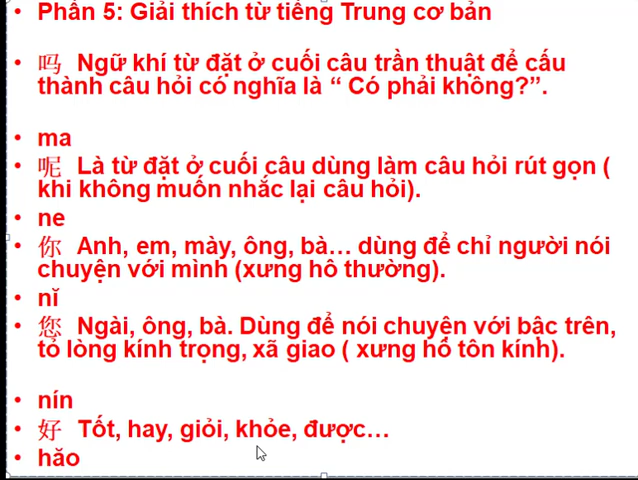 • Phần 5: Giải thích từ tiếng Trung cơ bản
• 吗 Ngữ khí từ đặt ở cuối câu trần thuật để cấu
thành câu hỏi có nghĩa là “ Có phải không?”.
• ma
• 呢 Là từ đặt ở cuối câu dùng làm câu hỏi rút gọn (
khi không muốn nhắc lại câu hỏi).
• ne
• 你 Anh, em, mày, ông, bà… dùng để chỉ người nói
chuyện với mình (xưng hô thường).
• nĭ
• 您 Ngài, ông, bà. Dùng để nói chuyện với bậc trên,
tỏ lòng kính trọng, xã giao ( xưng hô tôn kính).
• nín
• 好 Tốt, hay, giỏi, khỏe, được…
• hăo